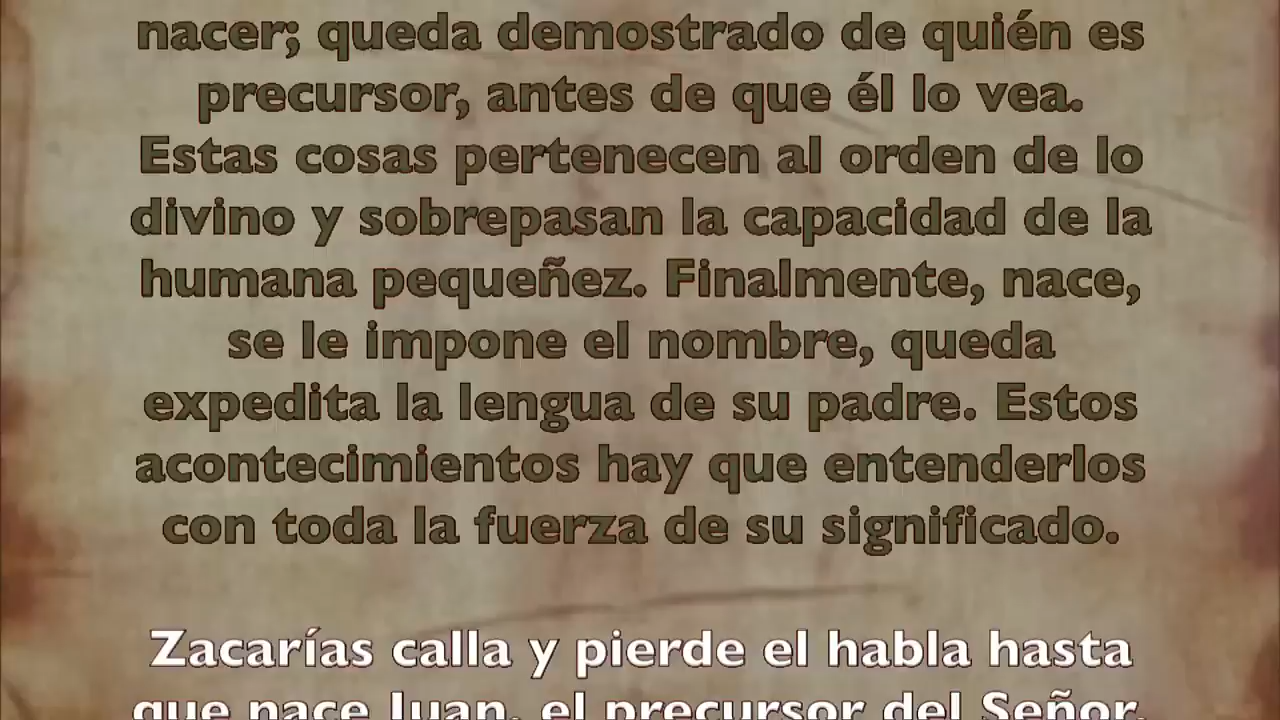 nacer; queda demostrado de quién es
precursor, antes de que él lo vea.
Estas cosas pertenecen al orden de lo
divino y sobrepasan la capacidad de la
humana pequeñez. Finalmente, nace,
se le impone el nombre, queda
expedita la lengua de su padre. Estos
acontecimientos hay que entenderlos
con toda la fuerza de su significado.
Zacarías calla y pierde el habla hasta
que nace Juan, el precursor del Señor,